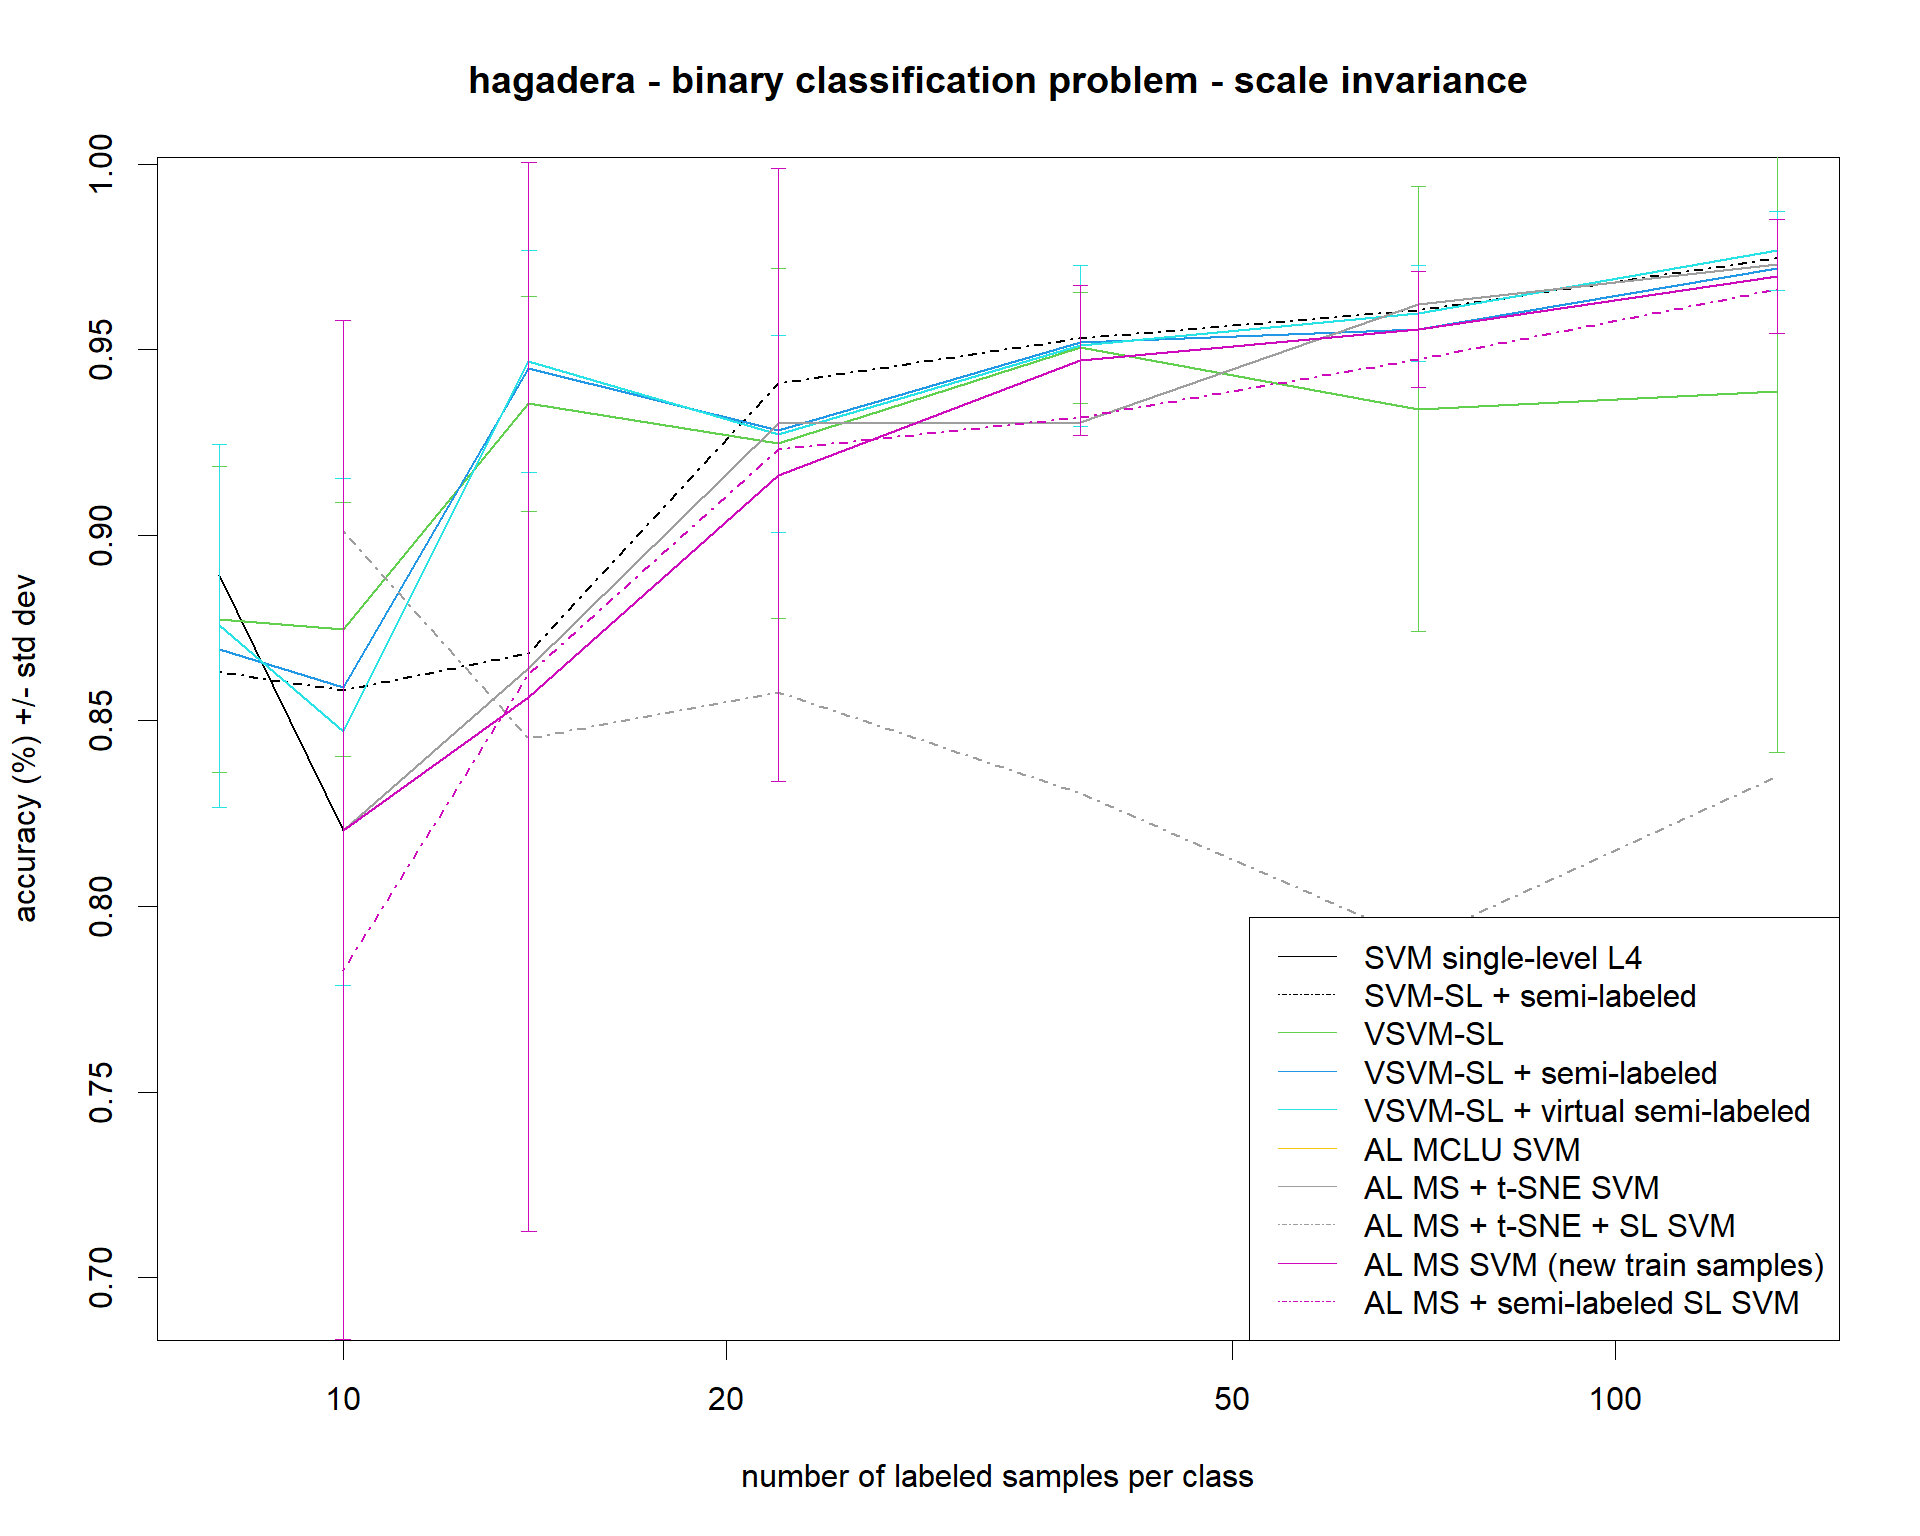 hagadera - binary classification problem - scale invariance
accuracy (%) +/- std dev
1.00
0.95
0.90
0.85
0.80
0.75
0.70
10
20
50
100
number of labeled samples per class
SVM single-level L4
SVM-SL + semi-labeled
VSVM-SL
VSVM-SL + semi-labeled
VSVM-SL + virtual semi-labeled
AL MCLU SVM
AL MS + t-SNE SVM
AL MS + t-SNE + SL SVM
AL MS SVM (new train samples)
AL MS + semi-labeled SL SVM